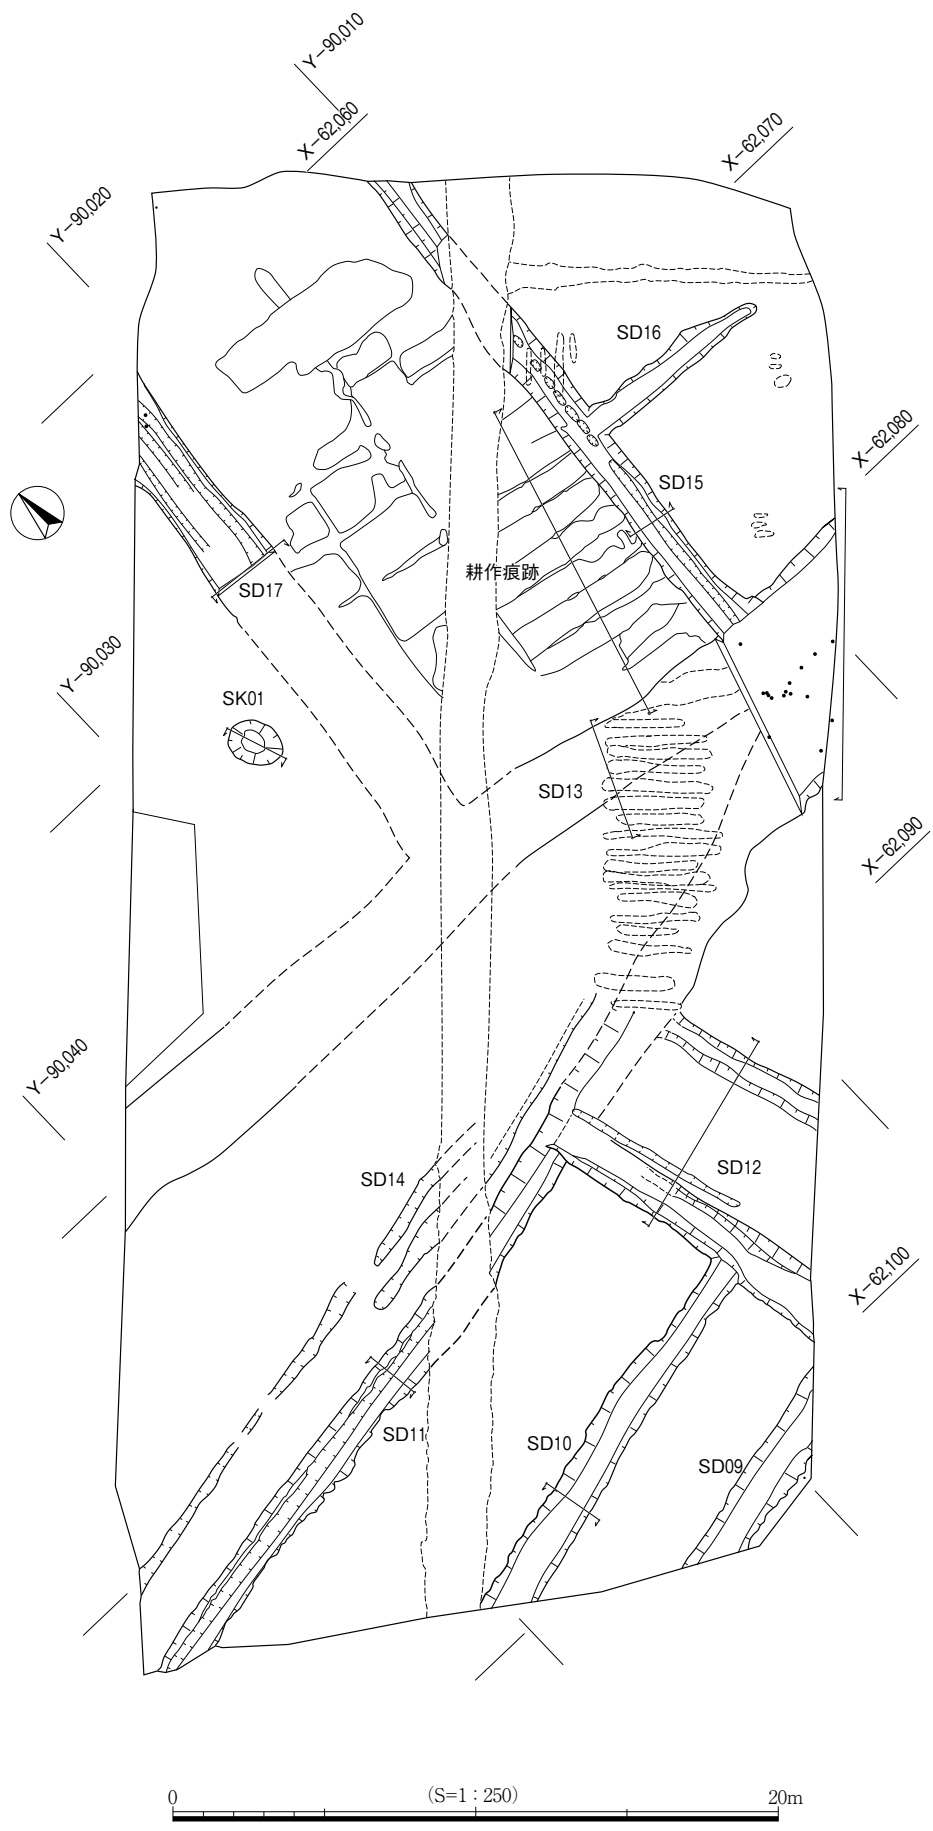 Y−90,010
X−62,060
X−62,070
Y−90,020
SD16
X−62,080
SD15
耕作痕跡
SD17
Y−90,030
SK01
SD13
X−62,090
Y−90,040
SD12
SD14
X−62,100
SD11
SD10
SD09
0 (S=1：250) 20m